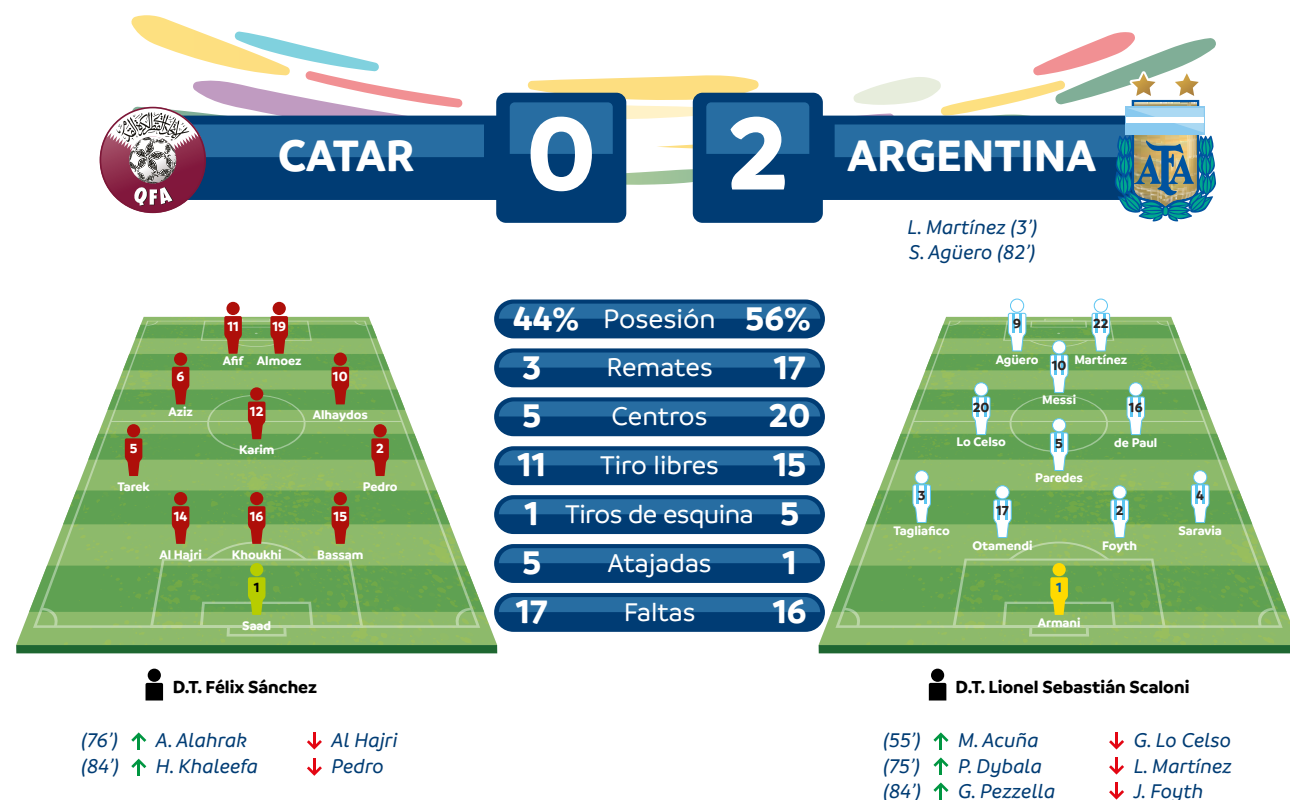 CATAR 0 2 ARGENTINA
QFA
AFA
L. Martínez (3’)
S. Agüero (82’)
44% Posesión 56%
3 Remates 17
5 Centros 20
11 Tiro libres 15
1 Tiros de esquina 5
5 Atajadas 1
17 Faltas 16
11 19
Afif Almoez
6 10
Aziz Alhaydos
12
Karim
5 2
Tarek Pedro
14 16 15
Al Hajri Khoukhi Bassam
1
Saad
D.T. Félix Sánchez
(76’) A. Alahrak Al Hajri
(84’) H. Khaleefa Pedro
9 22
Agüero Martínez
10
Messi
20 16
Lo Celso de Paul
5
Paredes
3 4
Tagliafico Saravia
17 2
Otamendi Foyth
1
Armani
D.T. Lionel Sebastián Scaloni
(55’) M. Acuña G. Lo Celso
(75’) P. Dybala L. Martínez
(84’) G. Pezzella J. Foyth